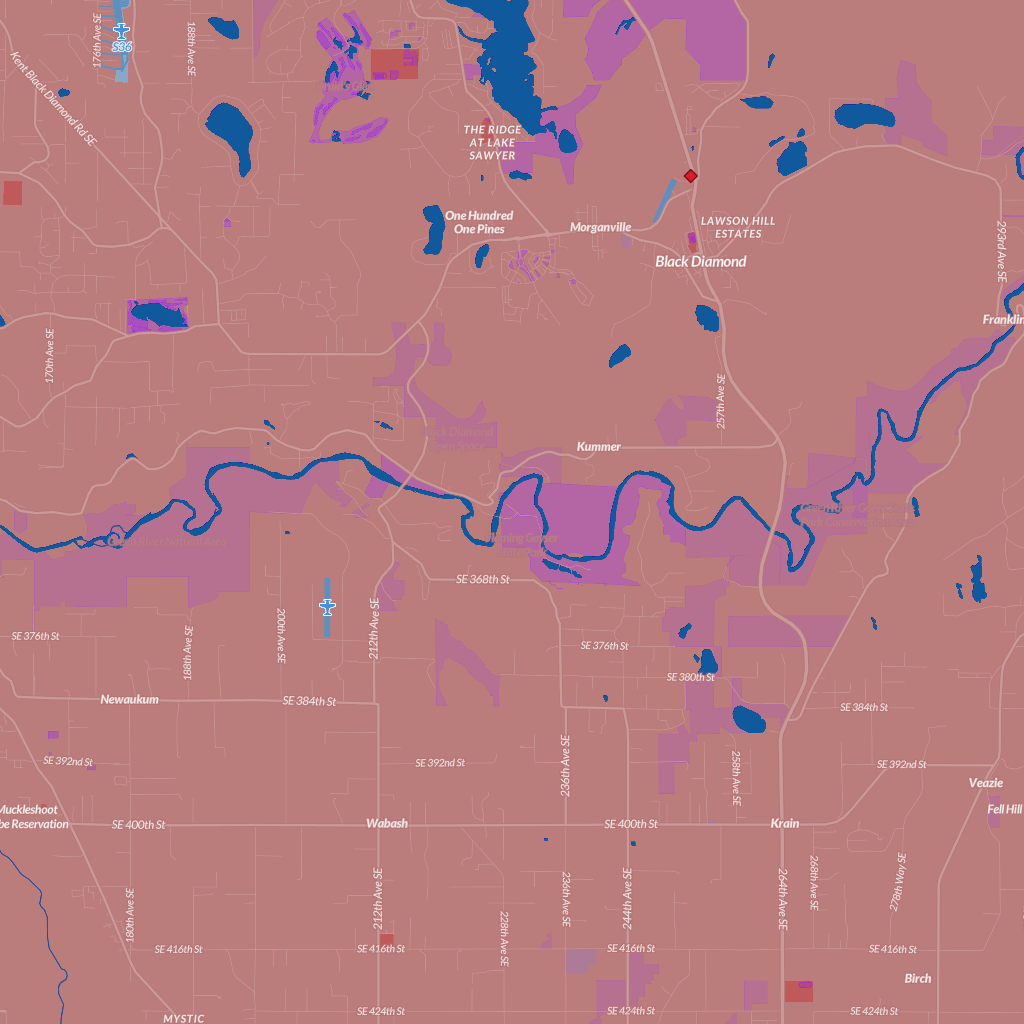 176th Ave SE
S36
188th Ave SE
Kent Black Diamond Rd SE
THE RIDGE
AT LAKE
SAWYER
One Hundred
One Pines
Morganville
LAWSON HILL
ESTATES
Black Diamond
293rd Ave SE
Franklin
170th Ave SE
257th Ave SE
Kummer
SE 368th St
SE 376th St
188th Ave SE
200th Ave SE
212th Ave SE
SE 376th St
SE 380th St
Newaukum
SE 384th St
SE 384th St
SE 392nd St
SE 392nd St
236th Ave SE
258th Ave SE
SE 392nd St
Veazie
Muckleshoot
be Reservation
SE 400th St
Wabash
SE 400th St
Krain
Fell Hill
180th Ave SE
212th Ave SE
228th Ave SE
236th Ave SE
244th Ave SE
264th Ave SE
268th Ave SE
278th Way SE
SE 416th St
SE 416th St
SE 416th St
SE 416th St
Birch
MYSTIC
SE 424th St
SE 424th St
SE 424th St